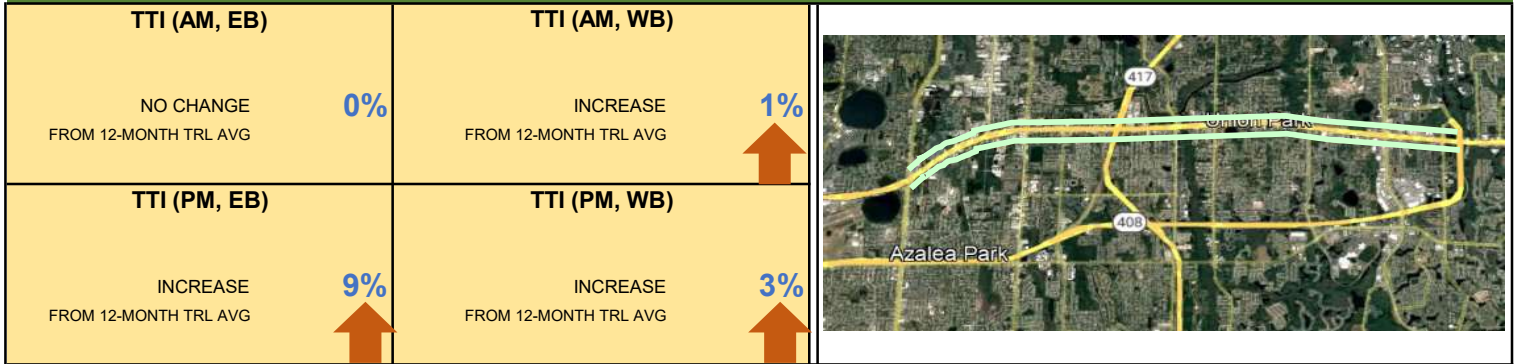 TTI (AM, EB)
NO CHANGE 0%
FROM 12-MONTH TRL AVG
TTI (AM, WB)
INCREASE 1%
FROM 12-MONTH TRL AVG
TTI (PM, EB)
INCREASE 9%
FROM 12-MONTH TRL AVG
TTI (PM, WB)
INCREASE 3%
FROM 12-MONTH TRL AVG
417
Union Park
408
Azalea Park